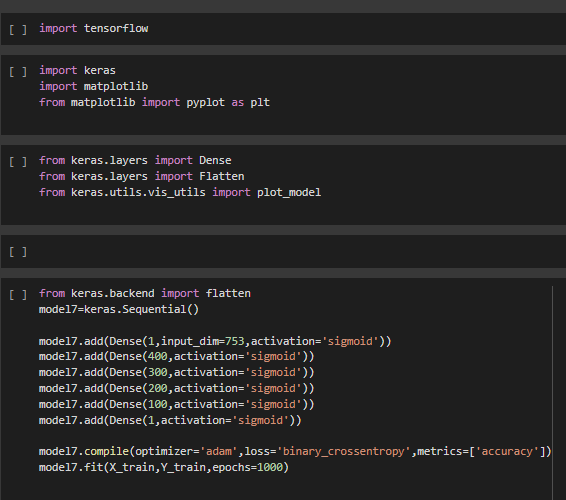 [ ] import tensorflow
[ ] import keras
import matplotlib
from matplotlib import pyplot as plt
[ ] from keras.layers import Dense
from keras.layers import Flatten
from keras.utils.vis_utils import plot_model
[ ]
[ ] from keras.backend import flatten
model7=keras.Sequential()
model7.add(Dense(1,input_dim=753,activation='sigmoid'))
model7.add(Dense(400,activation='sigmoid'))
model7.add(Dense(300,activation='sigmoid'))
model7.add(Dense(200,activation='sigmoid'))
model7.add(Dense(100,activation='sigmoid'))
model7.add(Dense(1,activation='sigmoid'))
model7.compile(optimizer='adam',loss='binary_crossentropy',metrics=['accuracy'])
model7.fit(X_train,Y_train,epochs=1000)